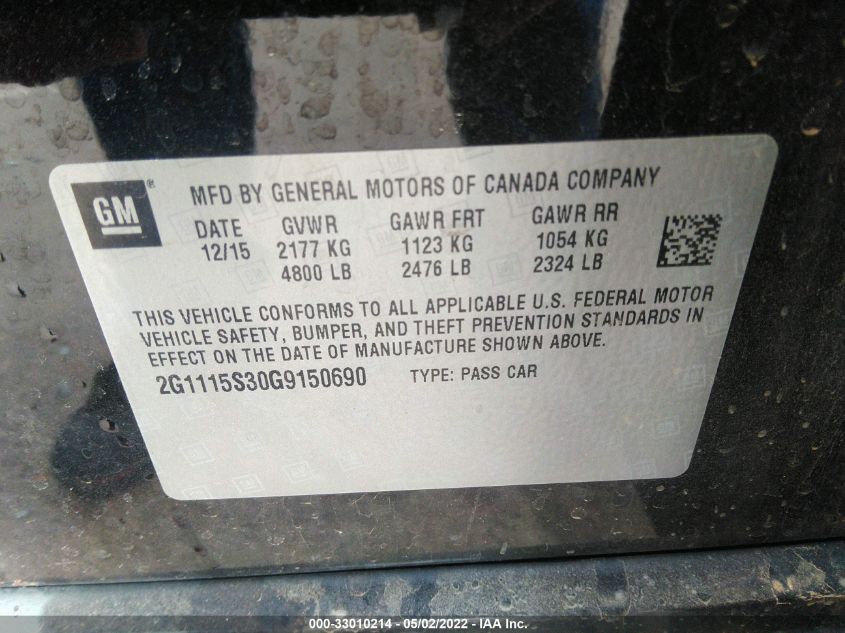 GM ®
MFD BY GENERAL MOTORS OF CANADA COMPANY
DATE GVWR GAWR FRT GAWR RR
12/15 2177 KG 1123 KG 1054 KG
4800 LB 2476 LB 2324 LB
THIS VEHICLE CONFORMS TO ALL APPLICABLE U.S. FEDERAL MOTOR
VEHICLE SAFETY, BUMPER, AND THEFT PREVENTION STANDARDS IN
EFFECT ON THE DATE OF MANUFACTURE SHOWN ABOVE.
2G1115S30G9150690 TYPE: PASS CAR
000-33010214 - 05/02/2022 - IAA Inc.